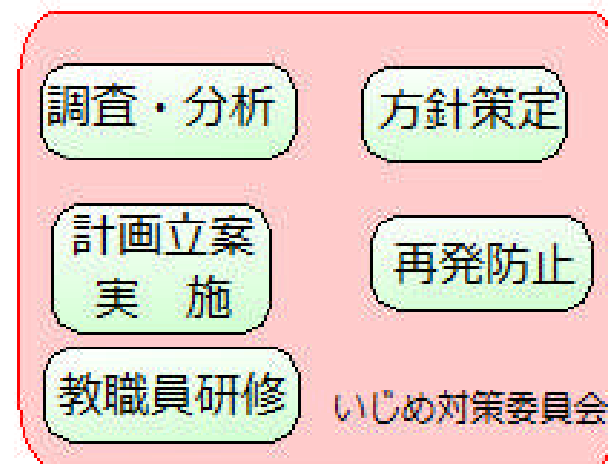 調査・分析
方針策定
計画立案
実　施
再発防止
教職員研修
いじめ対策委員会